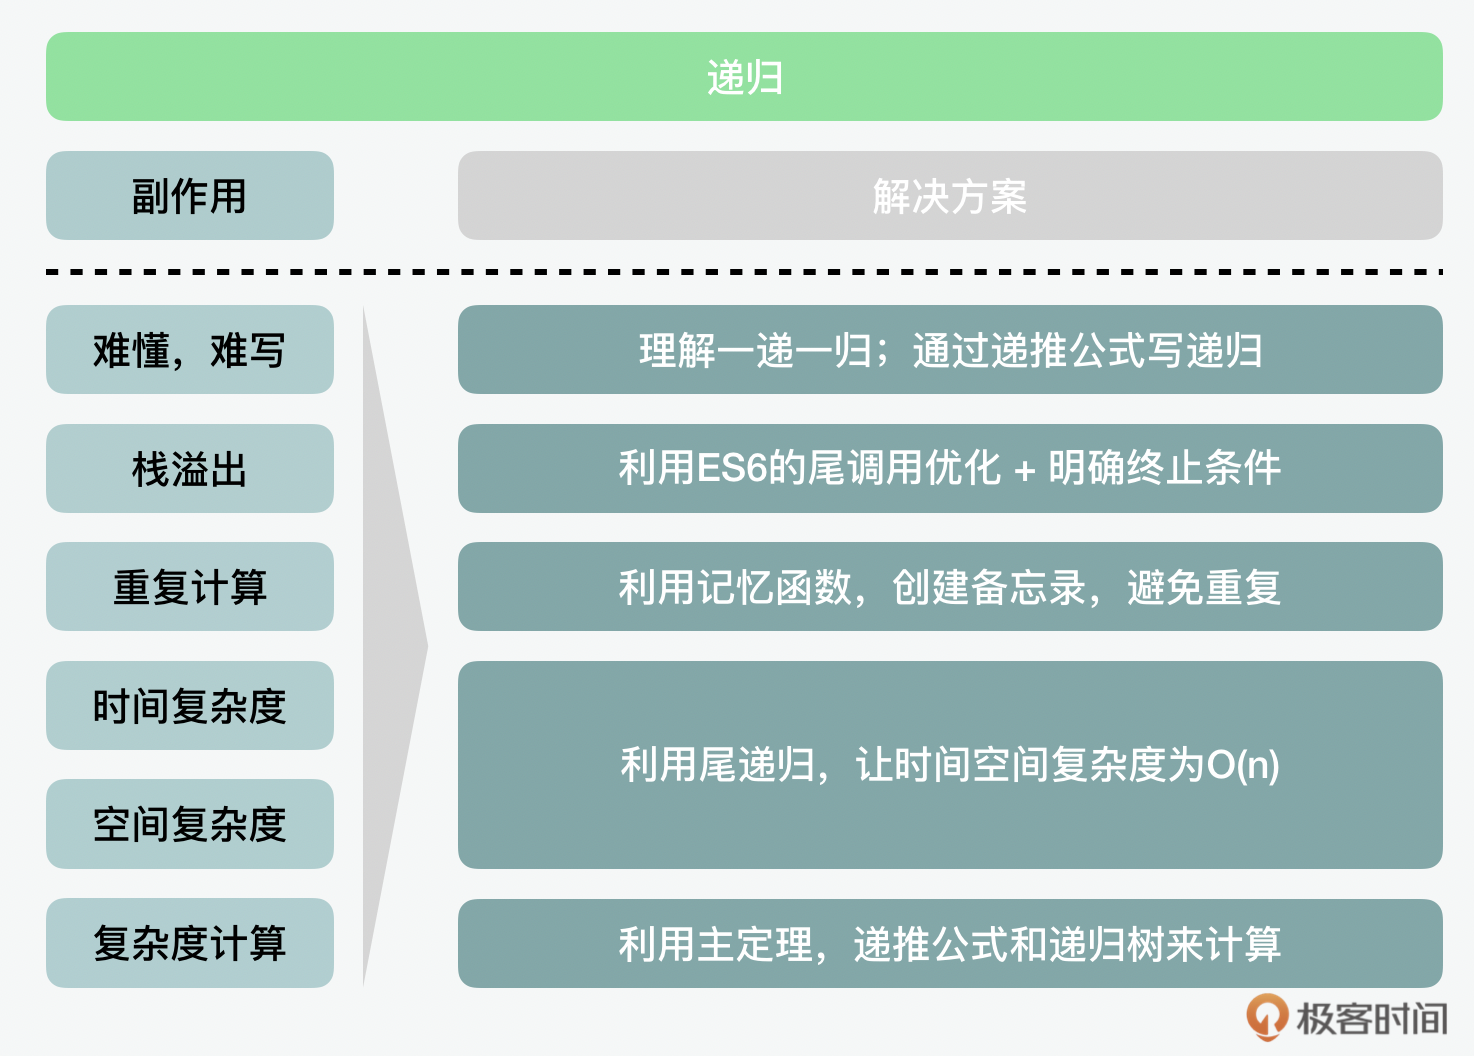 递归
副作用
解决方案
难懂，难写
理解一递一归；通过递推公式写递归
栈溢出
利用ES6的尾调用优化 + 明确终止条件
重复计算
利用记忆函数，创建备忘录，避免重复
时间复杂度
空间复杂度
利用尾递归，让时间空间复杂度为O(n)
复杂度计算
利用主定理，递推公式和递归树来计算
极客时间